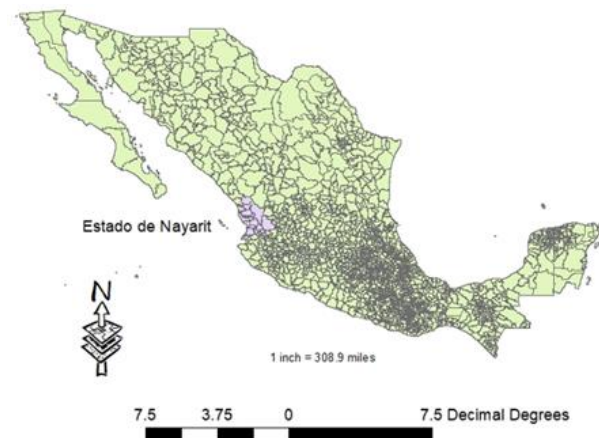 Estado de Nayarit
N
1 inch = 308.9 miles
7.5 3.75 0 7.5 Decimal Degrees